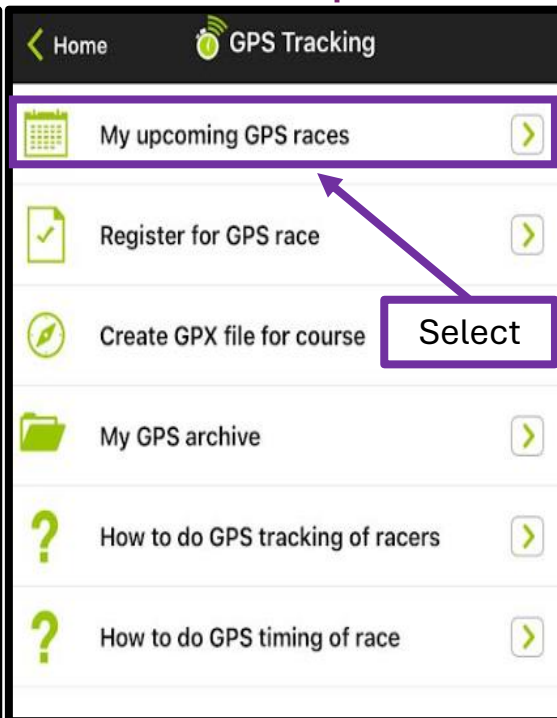 Home
GPS Tracking
My upcoming GPS races
Register for GPS race
Create GPX file for course
Select
My GPS archive
How to do GPS tracking of racers
How to do GPS timing of race